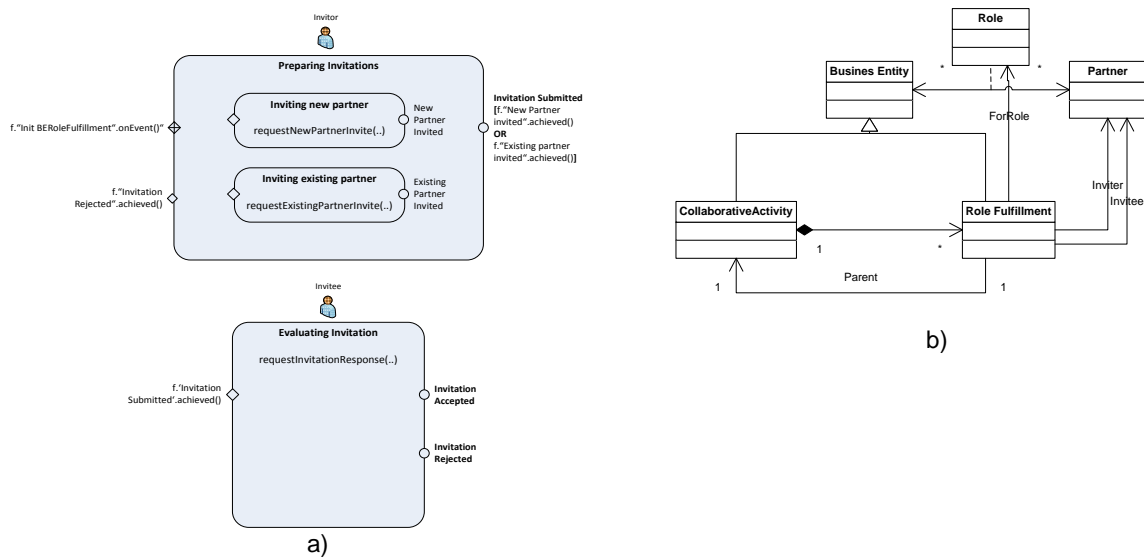 Invitor
Preparing Invitations
Inviting new partner
requestNewPartnerInvite(..)
New
Partner
Invited
f."Init BERoleFulfillment".onEvent()"
Invitation Submitted
[f."New Partner
invited".achieved()
OR
f."Existing partner
invited".achieved()]
Inviting existing partner
requestExistingPartnerInvite(..)
Existing
Partner
Invited
f."Invitation
Rejected".achieved()
Invitee
Evaluating Invitation
requestInvitationResponse(..)
f.'Invitation
Submitted'.achieved()
Invitation
Accepted
Invitation
Rejected
a)
Role
Busines Entity
Partner
*
*
ForRole
Inviter
Invitee
CollaborativeActivity
Role Fulfillment
1
*
Parent
1
1
b)